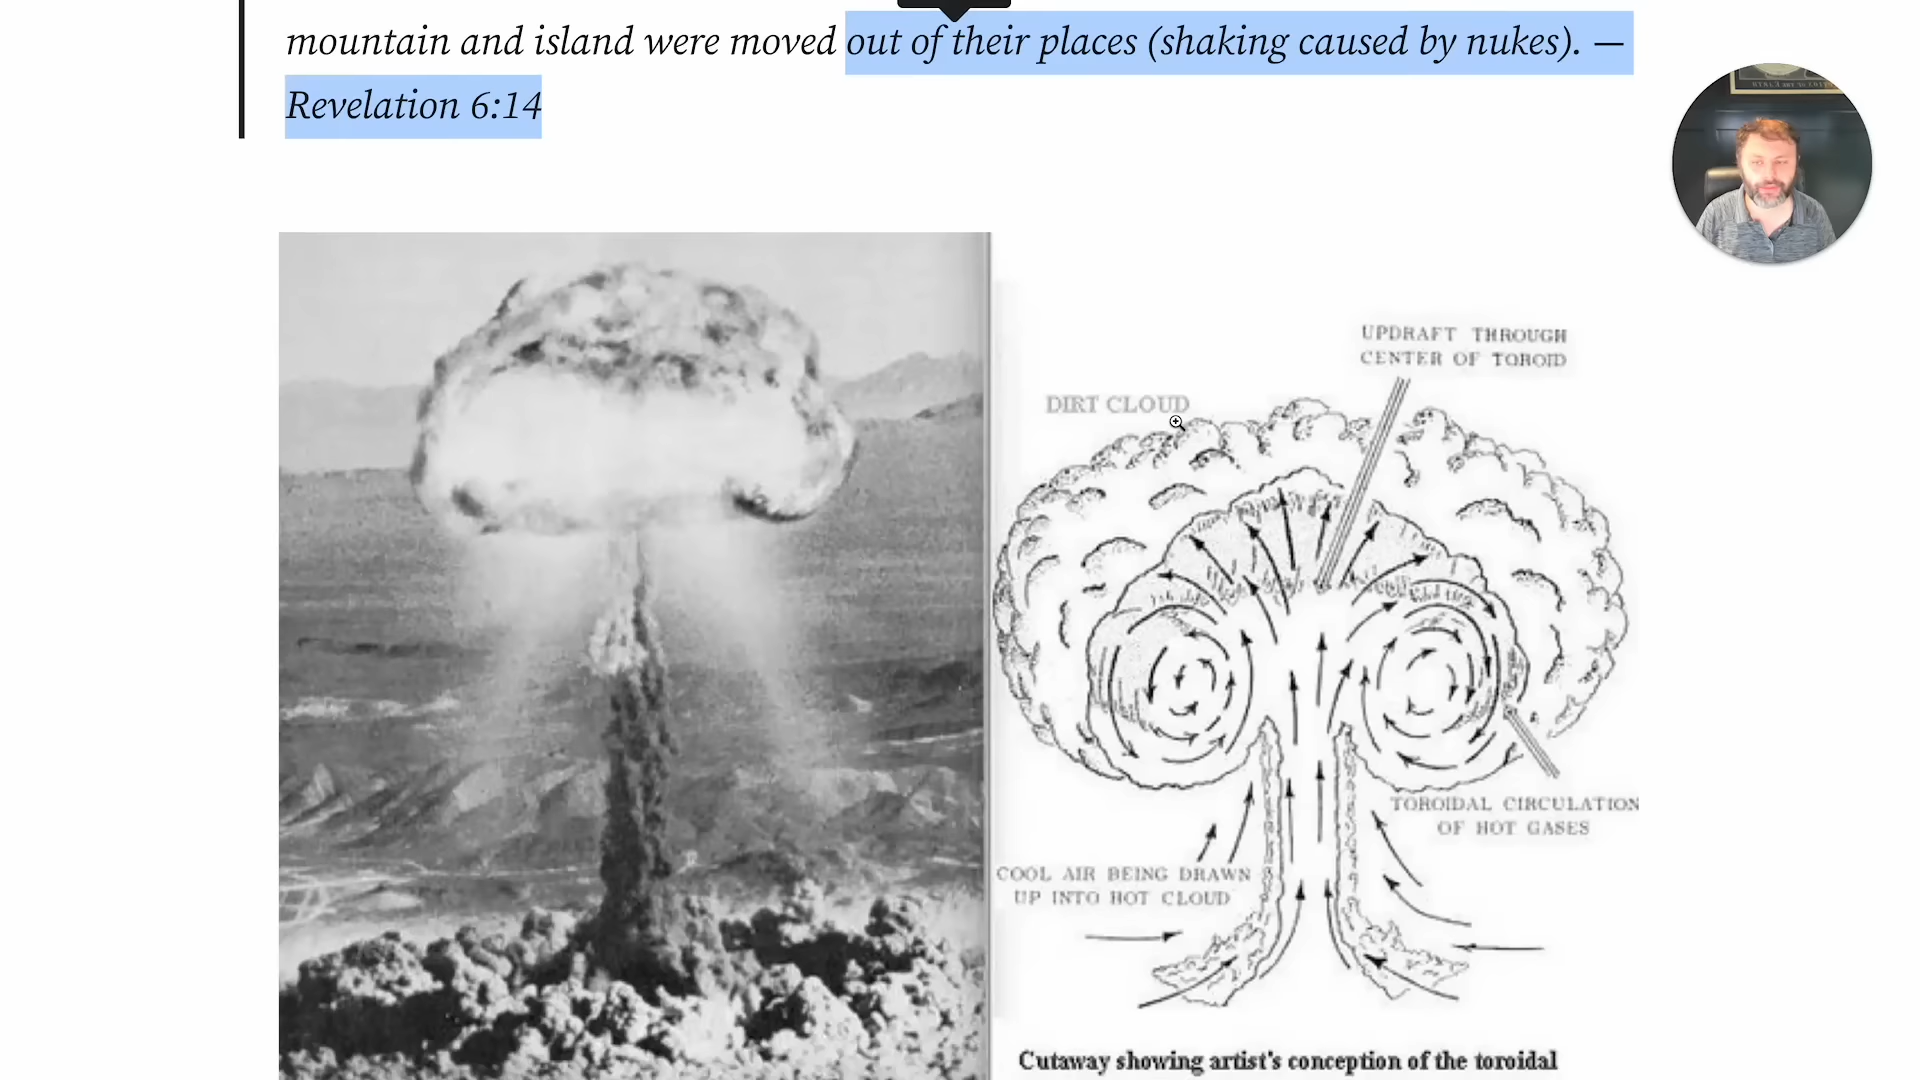 mountain and island were moved out of their places (shaking caused by nukes). —
Revelation 6:14
UPDRAFT THROUGH
CENTER OF TOROID
DIRT CLOUD
TOROIDAL CIRCULATION
OF HOT GASES
COOL AIR BEING DRAWN
UP INTO HOT CLOUD
Cutaway showing artist's conception of the toroidal